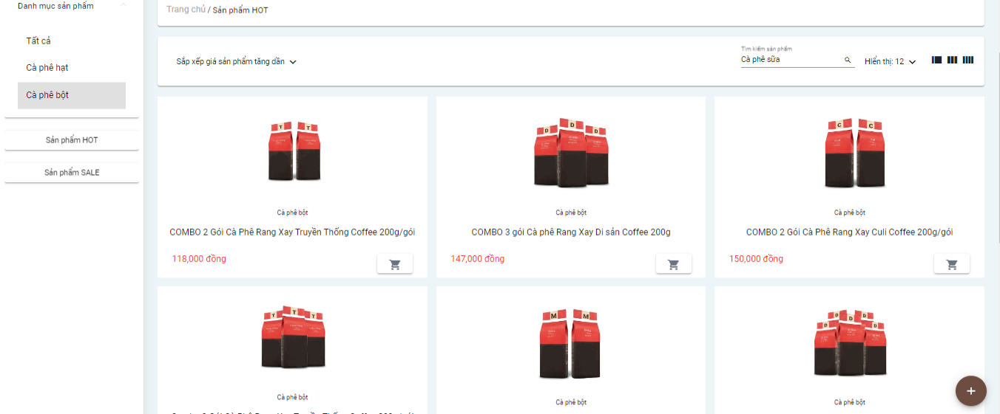 Danh mục sản phẩm
Trang chủ / Sản phẩm HOT
Tất cả
Cà phê hạt
Cà phê bột
Sản phẩm HOT
Sản phẩm SALE
Sắp xếp giá sản phẩm tăng dần
Tìm kiếm sản phẩm
Cà phê sữa
Hiển thị: 12
T T
D D D
C C
Cà phê bột
Cà phê bột
Cà phê bột
COMBO 2 Gói Cà Phê Rang Xay Truyền Thống Coffee 200g/gói
COMBO 3 gói Cà phê Rang Xay Di sản Coffee 200g
COMBO 2 Gói Cà Phê Rang Xay Culi Coffee 200g/gói
118,000 đồng
147,000 đồng
150,000 đồng
T T T
M M
D D D D D
Cà phê bột
Cà phê bột
Cà phê bột